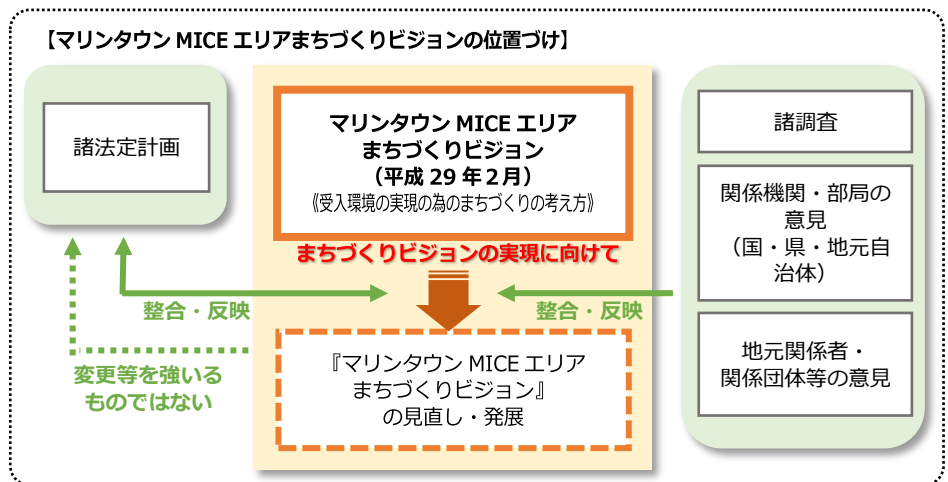 【マリンタウン MICE エリアまちづくりビジョンの位置づけ】
諸法定計画
マリンタウン MICE エリア
まちづくりビジョン
（平成 29 年２月）
《受入環境の実現の為のまちづくりの考え方》
まちづくりビジョンの実現に向けて
整合・反映
整合・反映
変更等を強いる
ものではない
『マリンタウン MICE エリア
まちづくりビジョン』
の見直し・発展
諸調査
関係機関・部局の
意見
（国・県・地元自
治体）
地元関係者・
関係団体等の意見